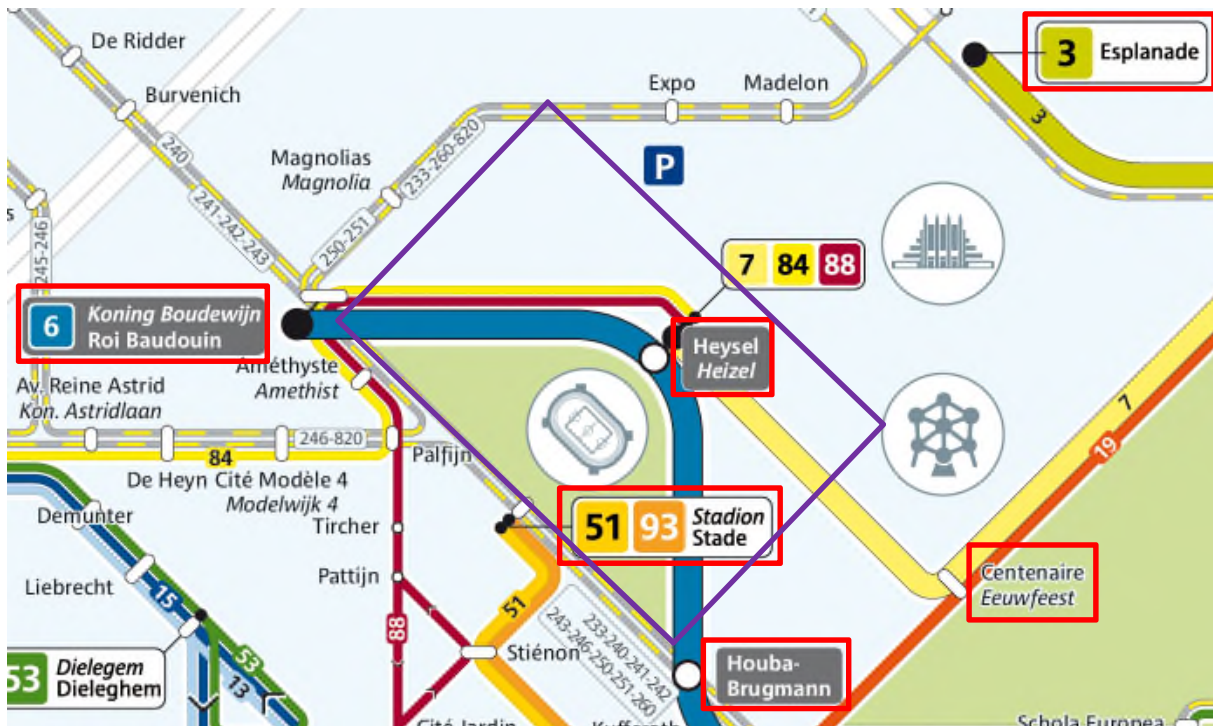 De Ridder
Burvenich
240
241-242-243
Magnolias
Magnolia
250-251
233-260-820
Expo
Madelon
P
3
Esplanade
3
245-246
6
Koning Boudewijn
Roi Baudouin
7
84
88
Heysel
Heizel
Améthyste
Amethist
Av. Reine Astrid
Kon. Astridlaan
246-820
84
Palfijn
De Heyn
Cité Modèle 4
Modelwijk 4
51
93
Stadion
Stade
7
19
Demunter
Tircher
Liebrecht
15
Pattijn
51
88
Centenaire
Eeuwfeest
Stiénon
233-240-241-242
243-246-250-251-260
53
Dielegem
Dieleghem
53
13
Houba-
Brugmann
Cité Jardin
Schola Europea